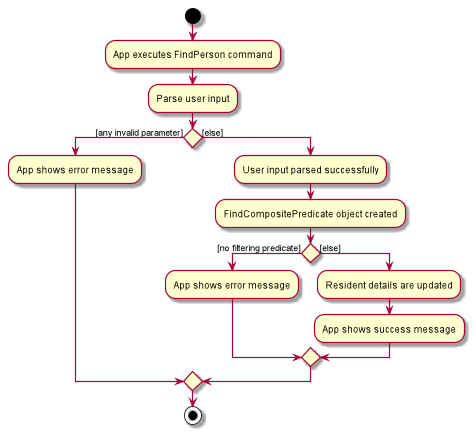 App executes FindPerson command
Parse user input
[any invalid parameter]
[else]
App shows error message
User input parsed successfully
FindCompositePredicate object created
[no filtering predicate]
[else]
App shows error message
Resident details are updated
App shows success message